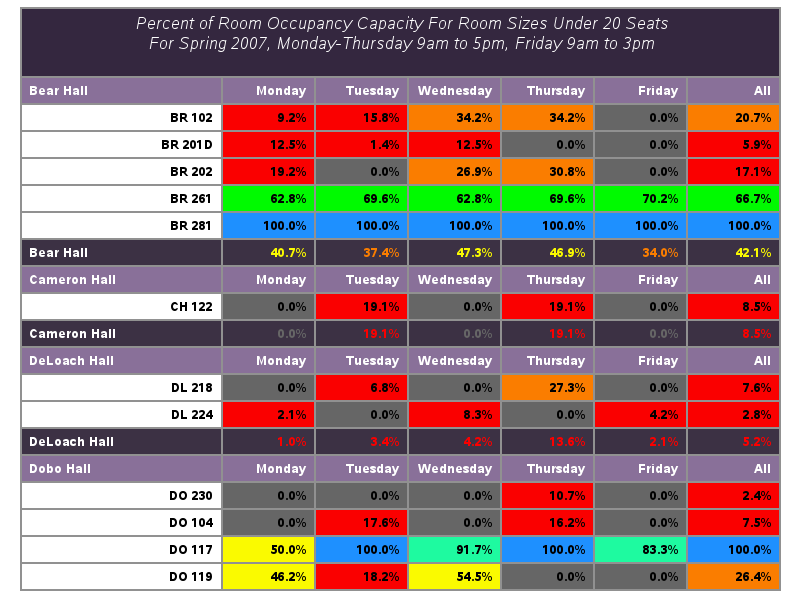 Percent of Room Occupancy Capacity For Room Sizes Under 20 Seats
For Spring 2007, Monday-Thursday 9am to 5pm, Friday 9am to 3pm
Bear Hall Monday Tuesday Wednesday Thursday Friday All
BR 102 9.2% 15.8% 34.2% 34.2% 0.0% 20.7%
BR 201D 12.5% 1.4% 12.5% 0.0% 0.0% 5.9%
BR 202 19.2% 0.0% 26.9% 30.8% 0.0% 17.1%
BR 261 62.8% 69.6% 62.8% 69.6% 70.2% 66.7%
BR 281 100.0% 100.0% 100.0% 100.0% 100.0% 100.0%
Bear Hall 40.7% 37.4% 47.3% 46.9% 34.0% 42.1%
Cameron Hall Monday Tuesday Wednesday Thursday Friday All
CH 122 0.0% 19.1% 0.0% 19.1% 0.0% 8.5%
Cameron Hall 0.0% 19.1% 0.0% 19.1% 0.0% 8.5%
DeLoach Hall Monday Tuesday Wednesday Thursday Friday All
DL 218 0.0% 6.8% 0.0% 27.3% 0.0% 7.6%
DL 224 2.1% 0.0% 8.3% 0.0% 4.2% 2.8%
DeLoach Hall 1.0% 3.4% 4.2% 13.6% 2.1% 5.2%
Dobo Hall Monday Tuesday Wednesday Thursday Friday All
DO 230 0.0% 0.0% 0.0% 10.7% 0.0% 2.4%
DO 104 0.0% 17.6% 0.0% 16.2% 0.0% 7.5%
DO 117 50.0% 100.0% 91.7% 100.0% 83.3% 100.0%
DO 119 46.2% 18.2% 54.5% 0.0% 0.0% 26.4%